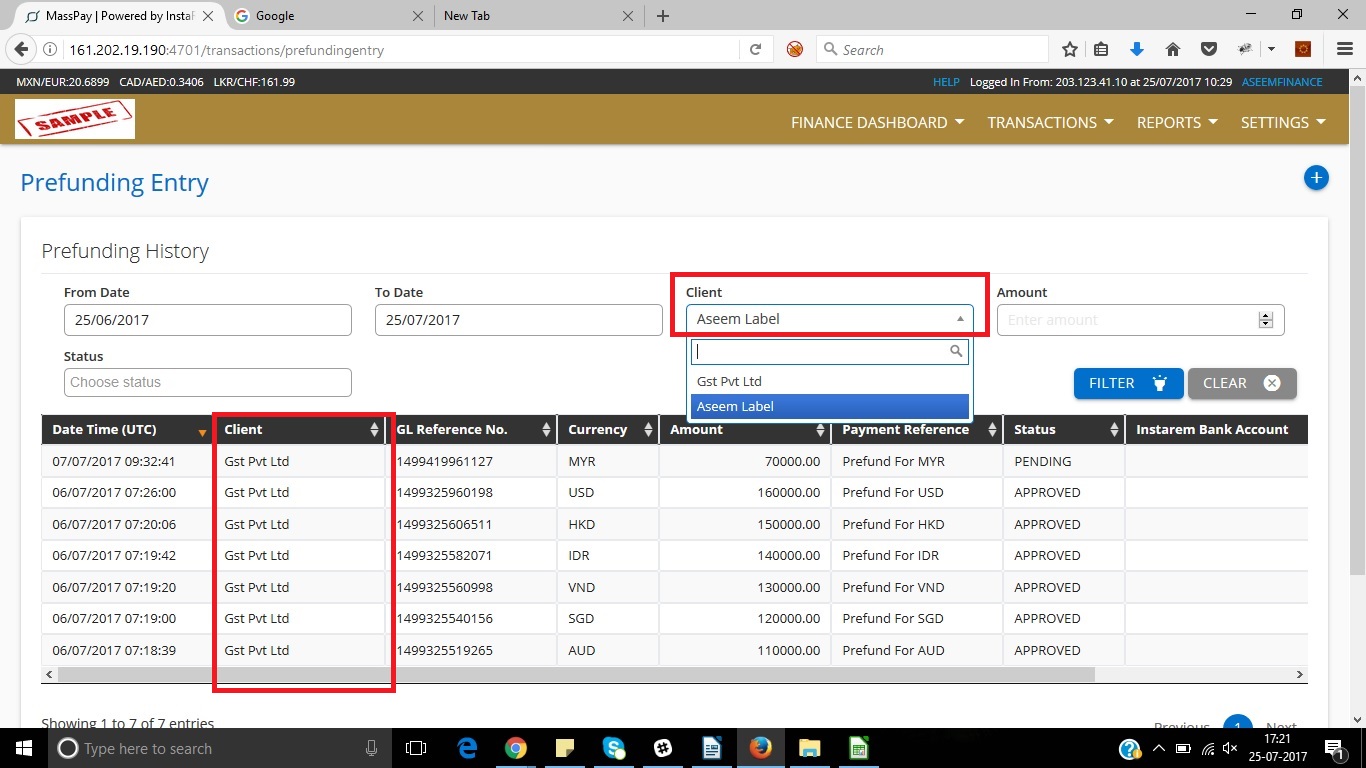 MassPay | Powered by Insta
Google
New Tab
161.202.19.190:4701/transactions/prefundingentry
Search
MXN/EUR:20.6899 CAD/AED:0.3406 LKR/CHF:161.99
HELP Logged In From: 203.123.41.10 at 25/07/2017 10:29 ASEEMFINANCE
SAMPLE
FINANCE DASHBOARD TRANSACTIONS REPORTS SETTINGS
Prefunding Entry
Prefunding History
From Date To Date Client Amount
25/06/2017 25/07/2017 Aseem Label Enter amount
Status
Choose status
Gst Pvt Ltd
Aseem Label
FILTER CLEAR
Date Time (UTC) Client GL Reference No. Currency Amount Payment Reference Status Instarem Bank Account
07/07/2017 09:32:41 Gst Pvt Ltd 1499419961127 MYR 70000.00 Prefund For MYR PENDING
06/07/2017 07:26:00 Gst Pvt Ltd 1499325960198 USD 160000.00 Prefund For USD APPROVED
06/07/2017 07:20:06 Gst Pvt Ltd 1499325606511 HKD 150000.00 Prefund For HKD APPROVED
06/07/2017 07:19:42 Gst Pvt Ltd 1499325582071 IDR 140000.00 Prefund For IDR APPROVED
06/07/2017 07:19:20 Gst Pvt Ltd 1499325560998 VND 130000.00 Prefund For VND APPROVED
06/07/2017 07:19:00 Gst Pvt Ltd 1499325540156 SGD 120000.00 Prefund For SGD APPROVED
06/07/2017 07:18:39 Gst Pvt Ltd 1499325519265 AUD 110000.00 Prefund For AUD APPROVED
Showing 1 to 7 of 7 entries
Previous 1 Next
Type here to search
17:21
25-07-2017
1